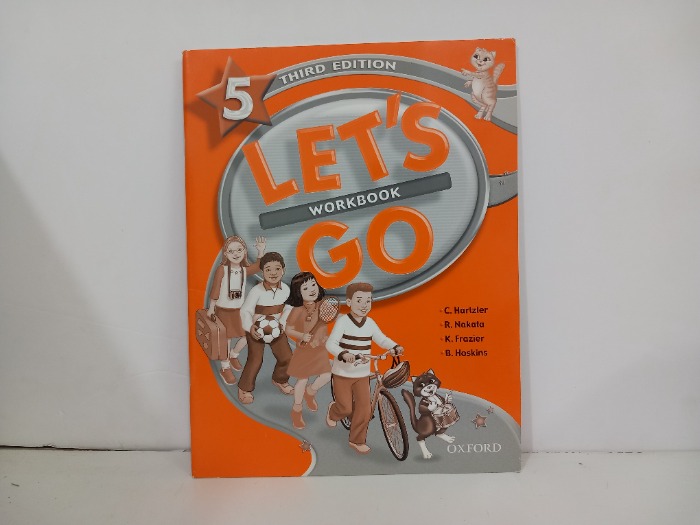 5
THIRD EDITION
LET'S
WORKBOOK
GO
C. Hartzler
R. Nakata
K. Frazier
B. Hoskins
OXFORD